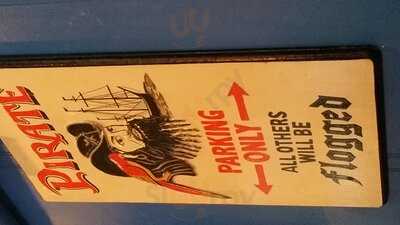 PIRATE
PARKING
ONLY
ALL OTHERS
WILL BE
flogged